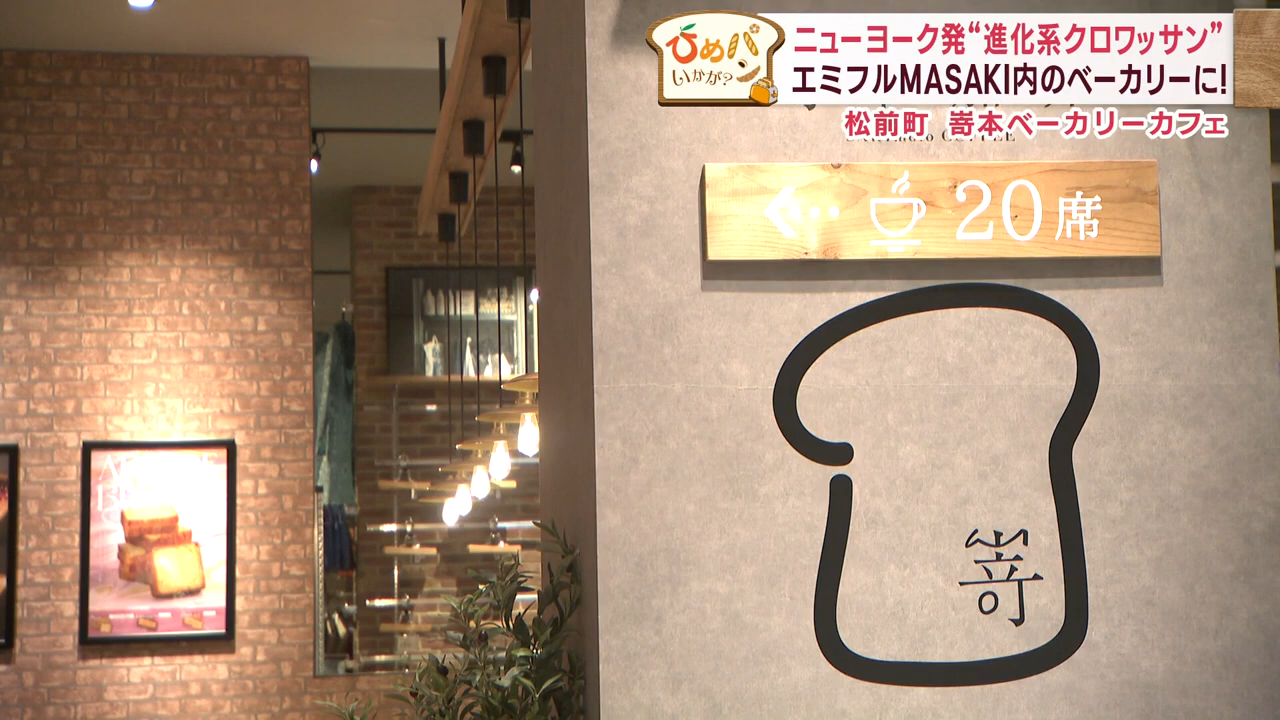 ひめパン
いかが?
ニューヨーク発“進化系クロワッサン”
エミフルMASAKI内のベーカリーに!
松前町 嵜本ベーカリーカフェ
20席
嵜